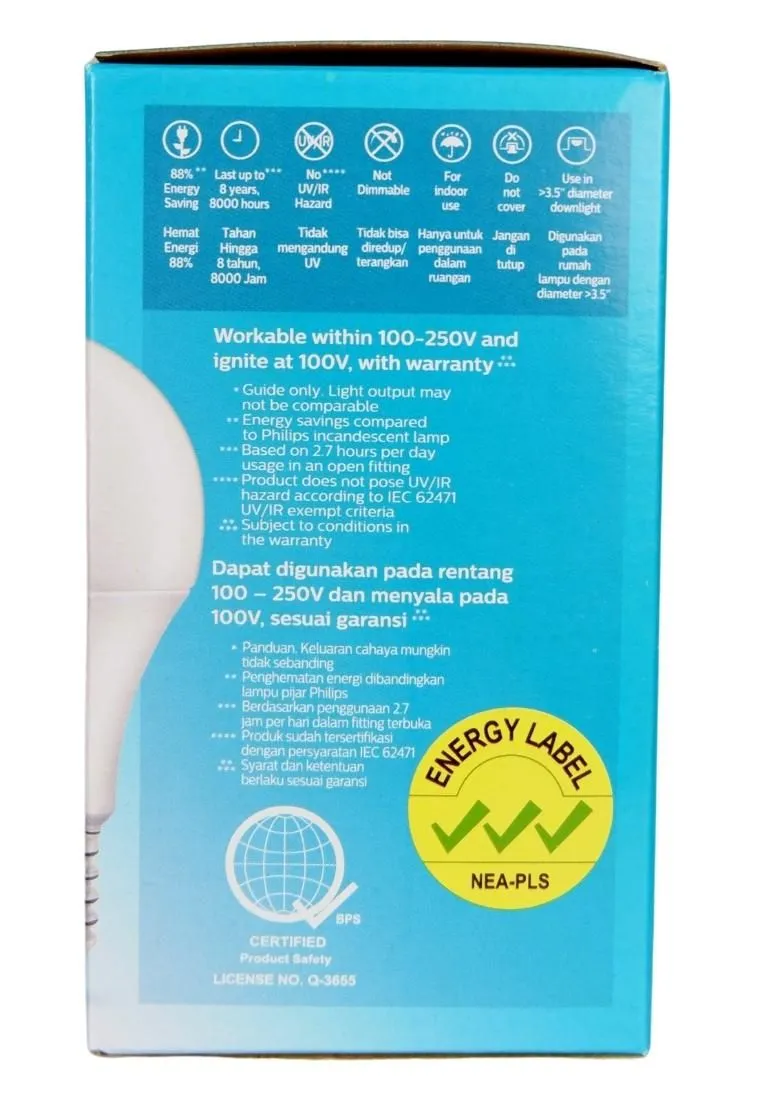 88%**
Energy
Saving
Last up to***
8 years,
8000 hours
UV/IR
No****
UV/IR
Hazard
Not
Dimmable
For
indoor
use
Do
not
cover
Use in
>3.5" diameter
downlight
Hemat
Energi
88%
Tahan
Hingga
8 tahun,
8000 Jam
Tidak
mengandung
UV
Tidak bisa
diredup/
terangkan
Hanya untuk
penggunaan
dalam
ruangan
Jangan
di
tutup
Digunakan
pada
rumah
lampu dengan
diameter >3.5"
Workable within 100-250V and
ignite at 100V, with warranty *****
* Guide only. Light output may
not be comparable
** Energy savings compared
to Philips incandescent lamp
*** Based on 2.7 hours per day
usage in an open fitting
**** Product does not pose UV/IR
hazard according to IEC 62471
UV/IR exempt criteria
***** Subject to conditions in
the warranty
Dapat digunakan pada rentang
100 – 250V dan menyala pada
100V, sesuai garansi *****
* Panduan. Keluaran cahaya mungkin
tidak sebanding
** Penghematan energi dibandingkan
lampu pijar Philips
*** Berdasarkan penggunaan 2.7
jam per hari dalam fitting terbuka
**** Produk sudah tersertifikasi
dengan persyaratan IEC 62471
***** Syarat dan ketentuan
berlaku sesuai garansi
ENERGY LABEL
NEA-PLS
BPS
CERTIFIED
Product Safety
LICENSE NO. Q-3655